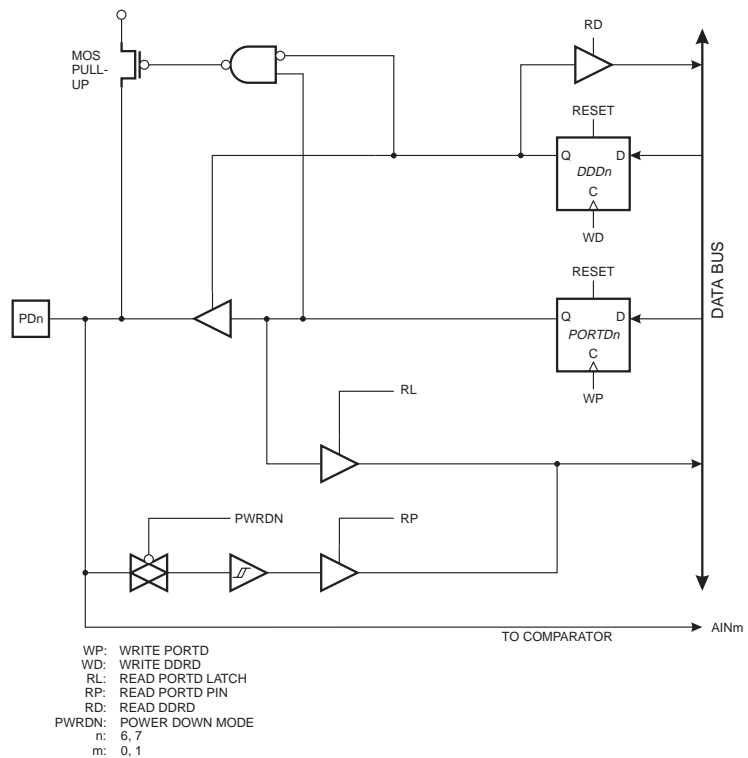 RD
MOS
PULL-
UP
RESET
Q
D
DDDn
C
WD
DATA BUS
RESET
PDn
Q
D
PORTDn
C
WP
RL
PWRDN
RP
TO COMPARATOR
AINm
WP: WRITE PORTD
WD: WRITE DDRD
RL: READ PORTD LATCH
RP: READ PORTD PIN
RD: READ DDRD
PWRDN: POWER DOWN MODE
n: 6, 7
m: 0, 1